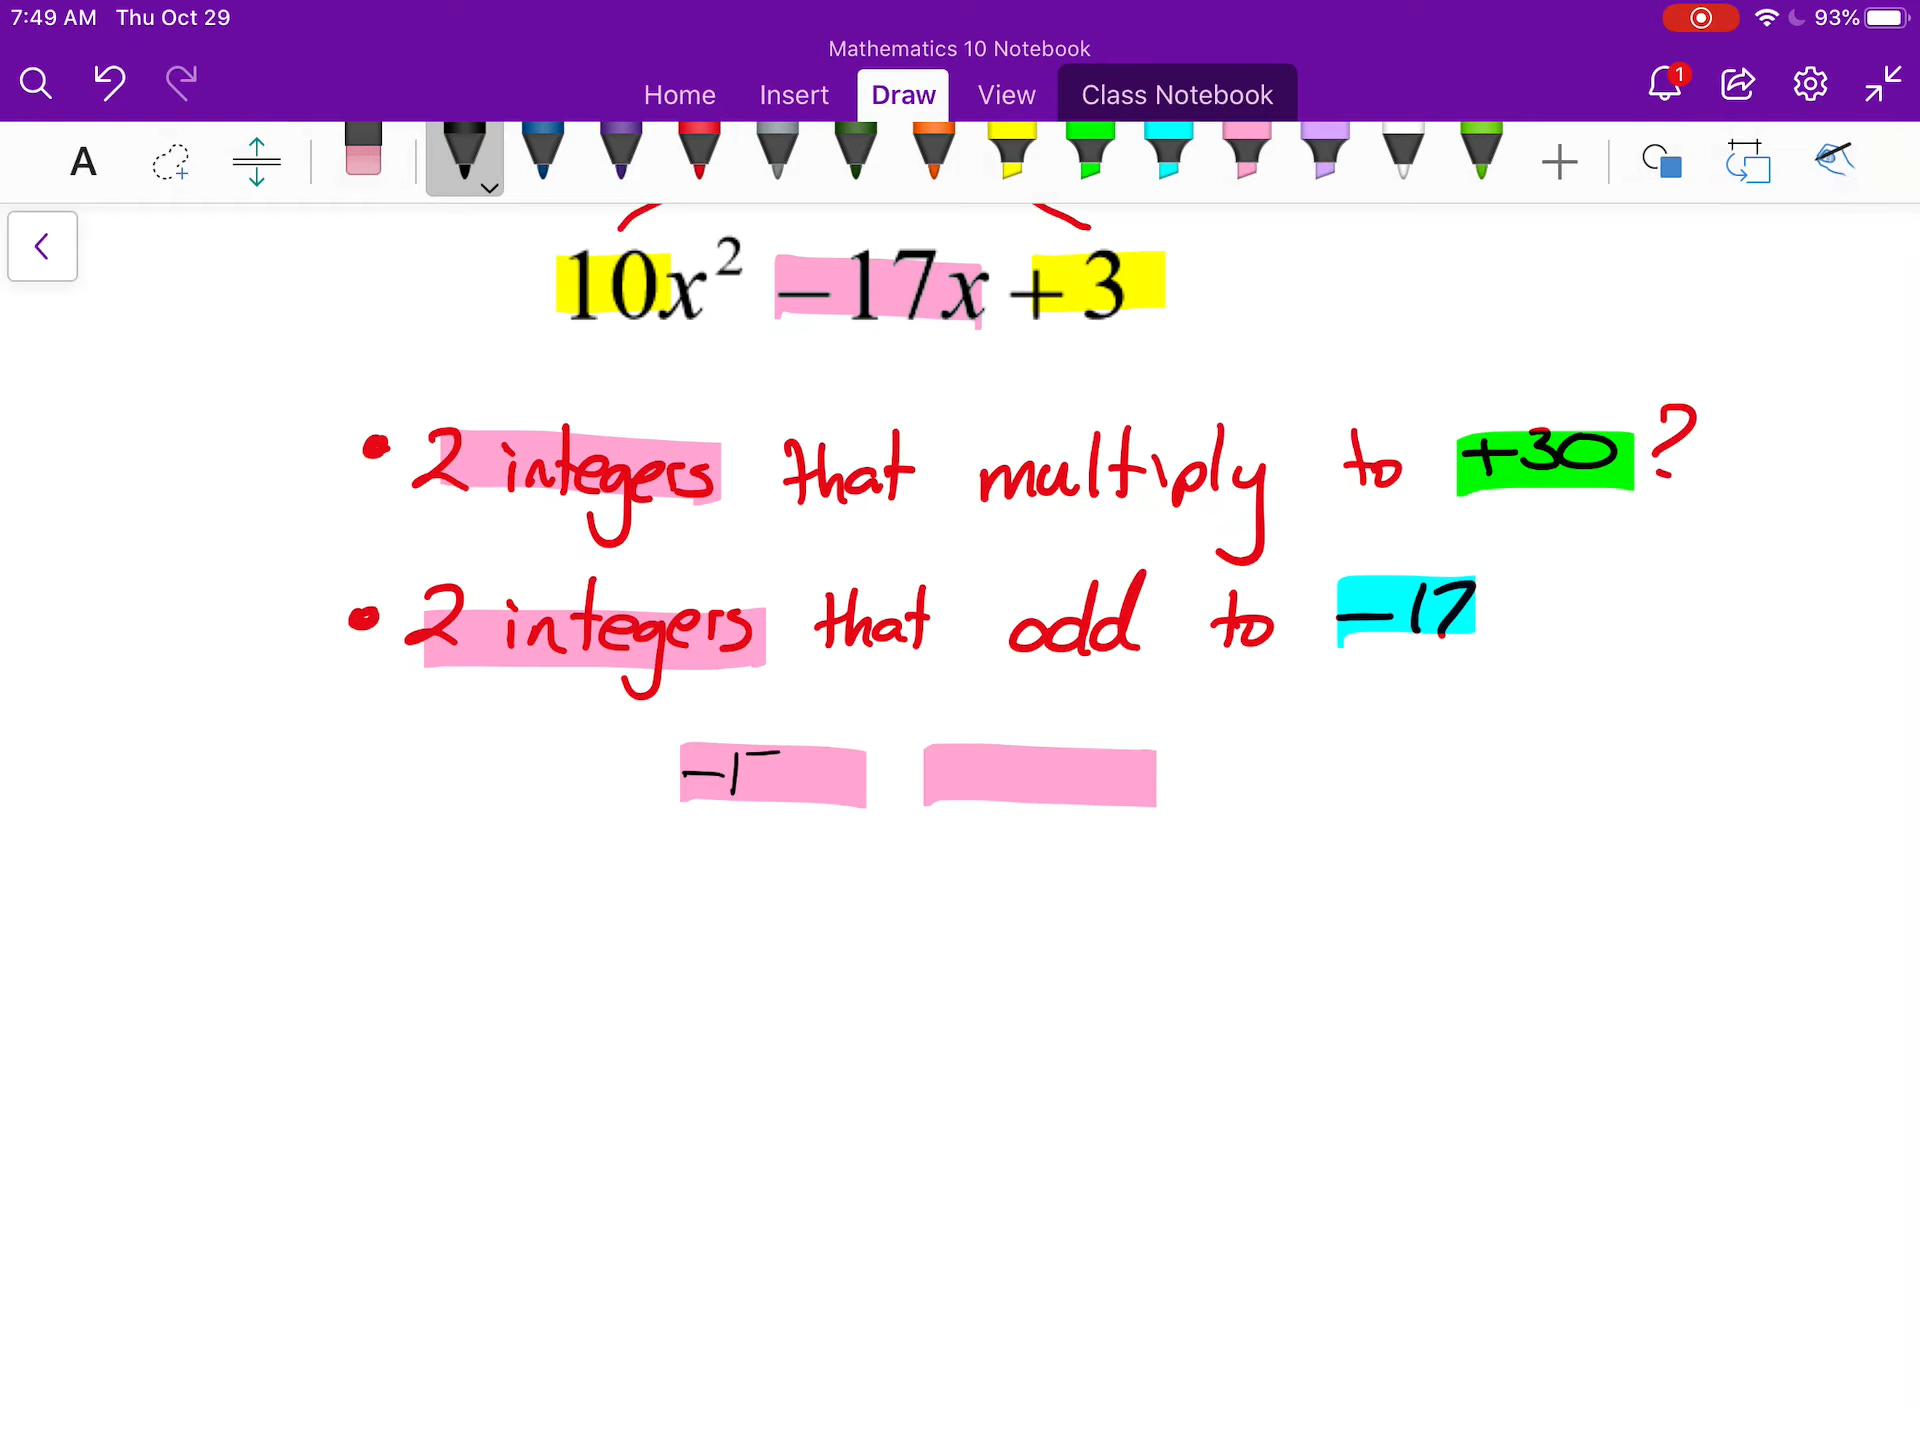 7:49 AM Thu Oct 29 93%
Mathematics 10 Notebook
1
Home Insert Draw View Class Notebook
A
10x² −17x + 3
• 2 integers that multiply to +30 ?
• 2 integers that add to −17